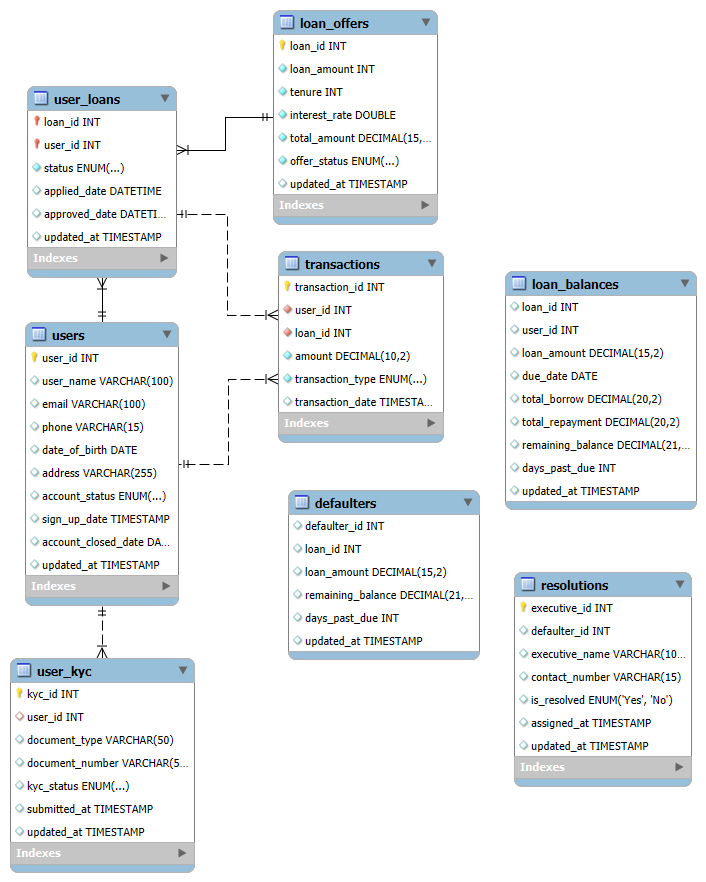 loan_offers
loan_id INT
loan_amount INT
tenure INT
interest_rate DOUBLE
total_amount DECIMAL(15,...
offer_status ENUM(...)
updated_at TIMESTAMP
Indexes
user_loans
loan_id INT
user_id INT
status ENUM(...)
applied_date DATETIME
approved_date DATETI...
updated_at TIMESTAMP
Indexes
transactions
transaction_id INT
user_id INT
loan_id INT
amount DECIMAL(10,2)
transaction_type ENUM(...)
transaction_date TIMESTA...
Indexes
loan_balances
loan_id INT
user_id INT
loan_amount DECIMAL(15,2)
due_date DATE
total_borrow DECIMAL(20,2)
total_repayment DECIMAL(20,2)
remaining_balance DECIMAL(21,...
days_past_due INT
updated_at TIMESTAMP
users
user_id INT
user_name VARCHAR(100)
email VARCHAR(100)
phone VARCHAR(15)
date_of_birth DATE
address VARCHAR(255)
account_status ENUM(...)
sign_up_date TIMESTAMP
account_closed_date DA...
updated_at TIMESTAMP
Indexes
defaulters
defaulter_id INT
loan_id INT
loan_amount DECIMAL(15,2)
remaining_balance DECIMAL(21,...
days_past_due INT
updated_at TIMESTAMP
resolutions
executive_id INT
defaulter_id INT
executive_name VARCHAR(10...
contact_number VARCHAR(15)
is_resolved ENUM('Yes', 'No')
assigned_at TIMESTAMP
updated_at TIMESTAMP
Indexes
user_kyc
kyc_id INT
user_id INT
document_type VARCHAR(50)
document_number VARCHAR(5...
kyc_status ENUM(...)
submitted_at TIMESTAMP
updated_at TIMESTAMP
Indexes